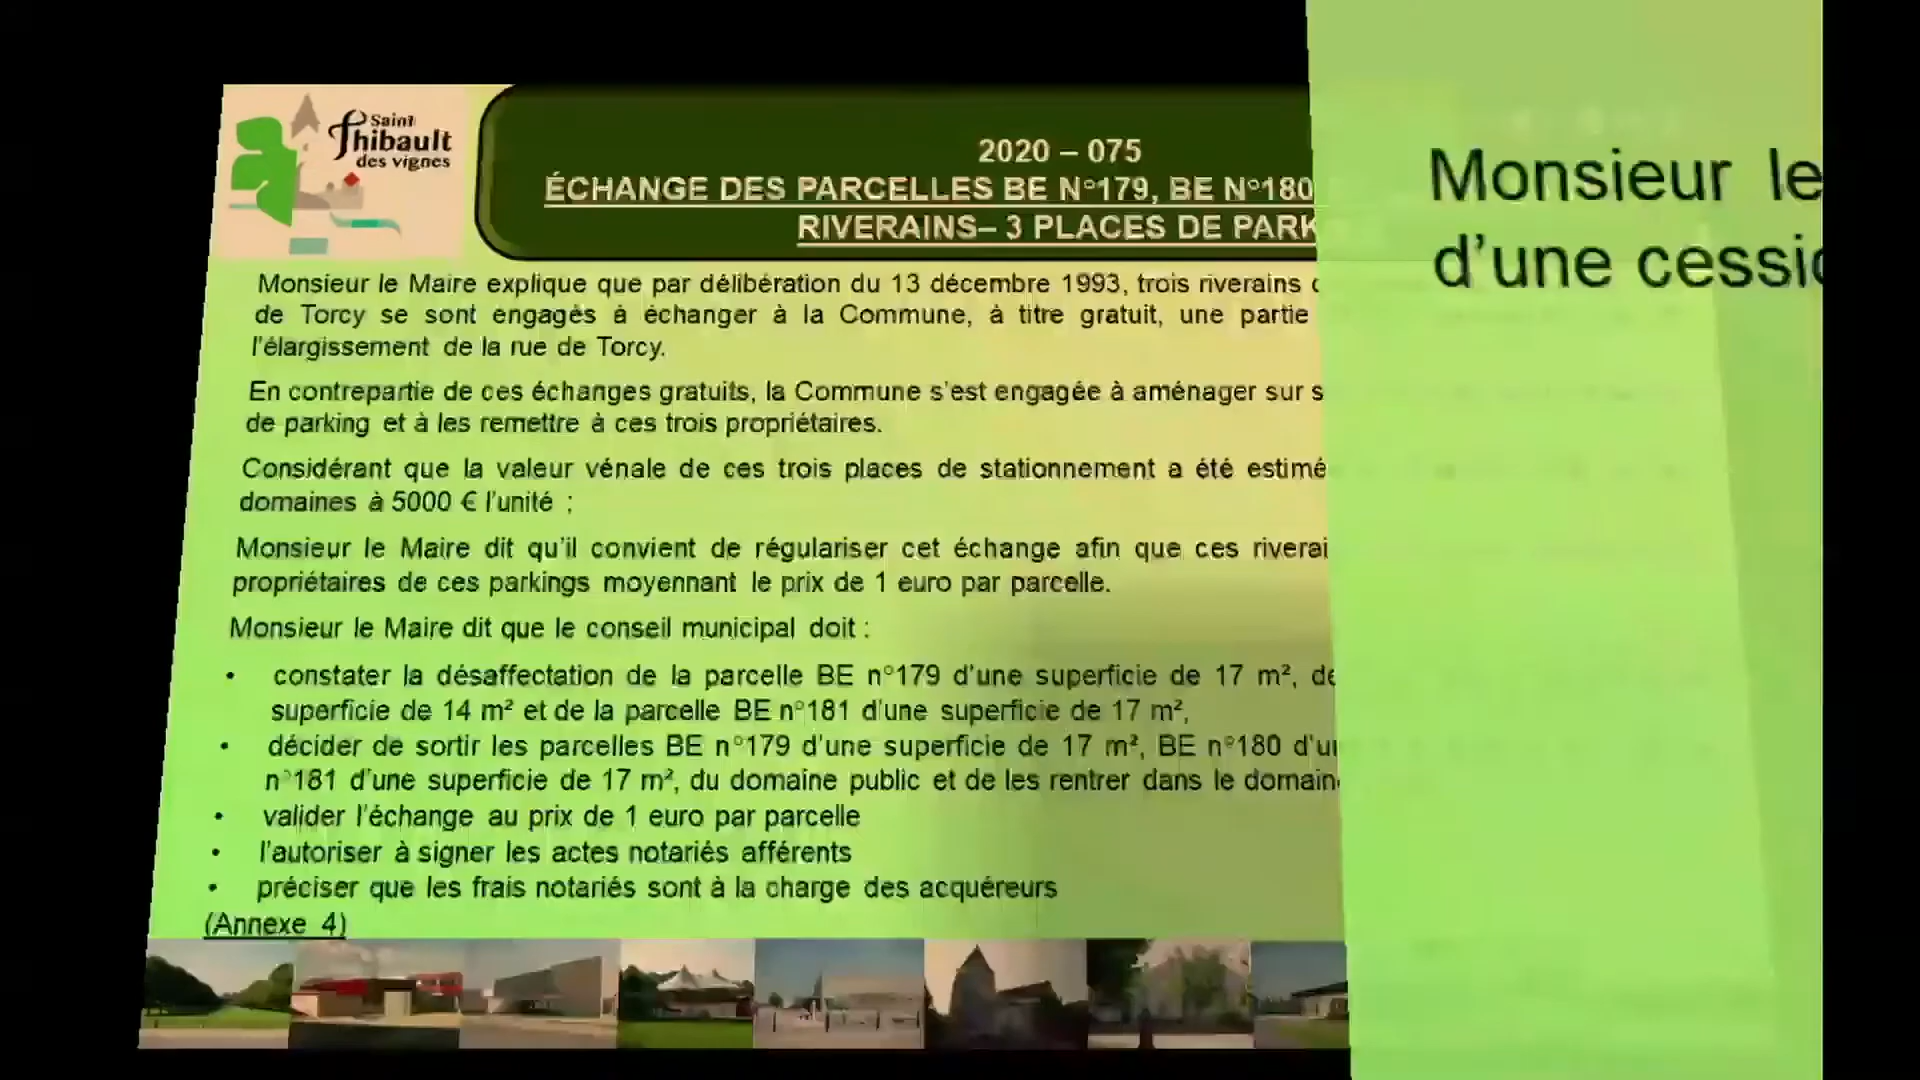 Saint
Thibault
des vignes
2020 – 075
ÉCHANGE DES PARCELLES BE N°179, BE N°180
RIVERAINS– 3 PLACES DE
Monsieur le Maire explique que par délibération du 13 décembre 1993, trois riverains
de Torcy se sont engagés à échanger à la Commune, à titre gratuit, une partie
l'élargissement de la rue de Torcy.
En contrepartie de ces échanges gratuits, la Commune s'est engagée à aménager sur
de parking et à les remettre à ces trois propriétaires.
Considérant que la valeur vénale de ces trois places de stationnement a été
domaines à 5000 € l'unité ;
Monsieur le Maire dit qu'il convient de régulariser cet échange afin que ces
propriétaires de ces parkings moyennant le prix de 1 euro par parcelle.
Monsieur le Maire dit que le conseil municipal doit :
• constater la désaffectation de la parcelle BE n°179 d'une superficie de 17 m²,
superficie de 14 m² et de la parcelle BE n°181 d'une superficie de 17 m²,
• décider de sortir les parcelles BE n°179 d'une superficie de 17 m², BE n°180
n°181 d'une superficie de 17 m², du domaine public et de les rentrer dans le
• valider l'échange au prix de 1 euro par parcelle
• l'autoriser à signer les actes notariés afférents
• préciser que les frais notariés sont à la charge des acquéreurs
(Annexe 4)
Monsieur le
d'une